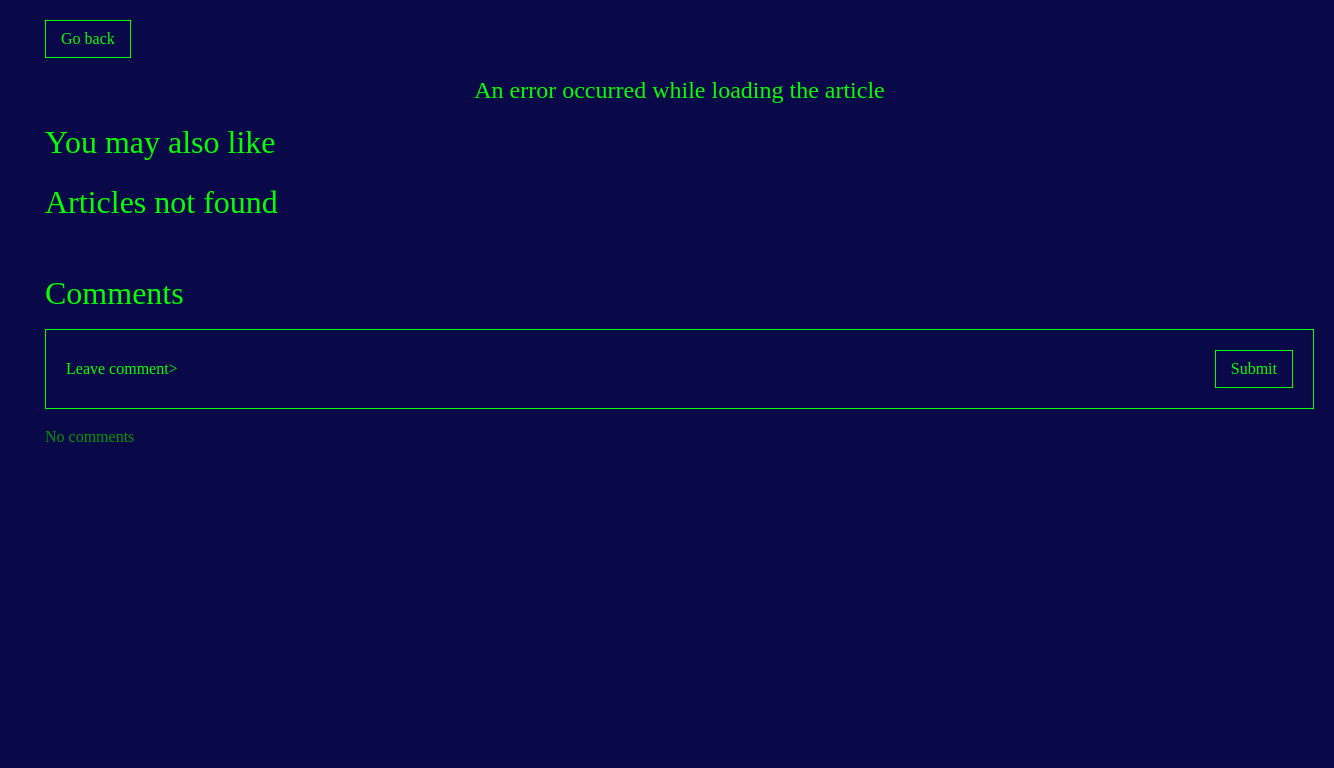 Go back
An error occurred while loading the article
You may also like
Articles not found
Comments
Leave comment>
Submit
No comments